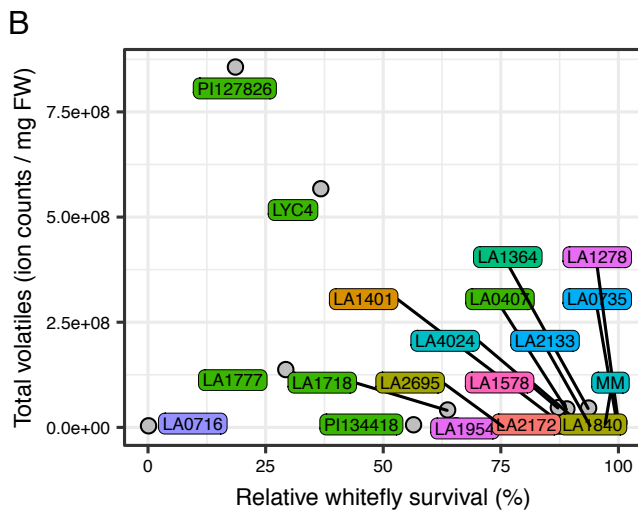 B
Total volatiles (ion counts / mg FW)
7.5e+08
5.0e+08
2.5e+08
0.0e+00
PI127826
LYC4
LA1364
LA1278
LA1401
LA0407
LA0735
LA4024
LA2133
LA1777
LA1718
LA2695
LA1578
MM
LA0716
PI134418
LA1954
LA2172
LA1840
0
25
50
75
100
Relative whitefly survival (%)